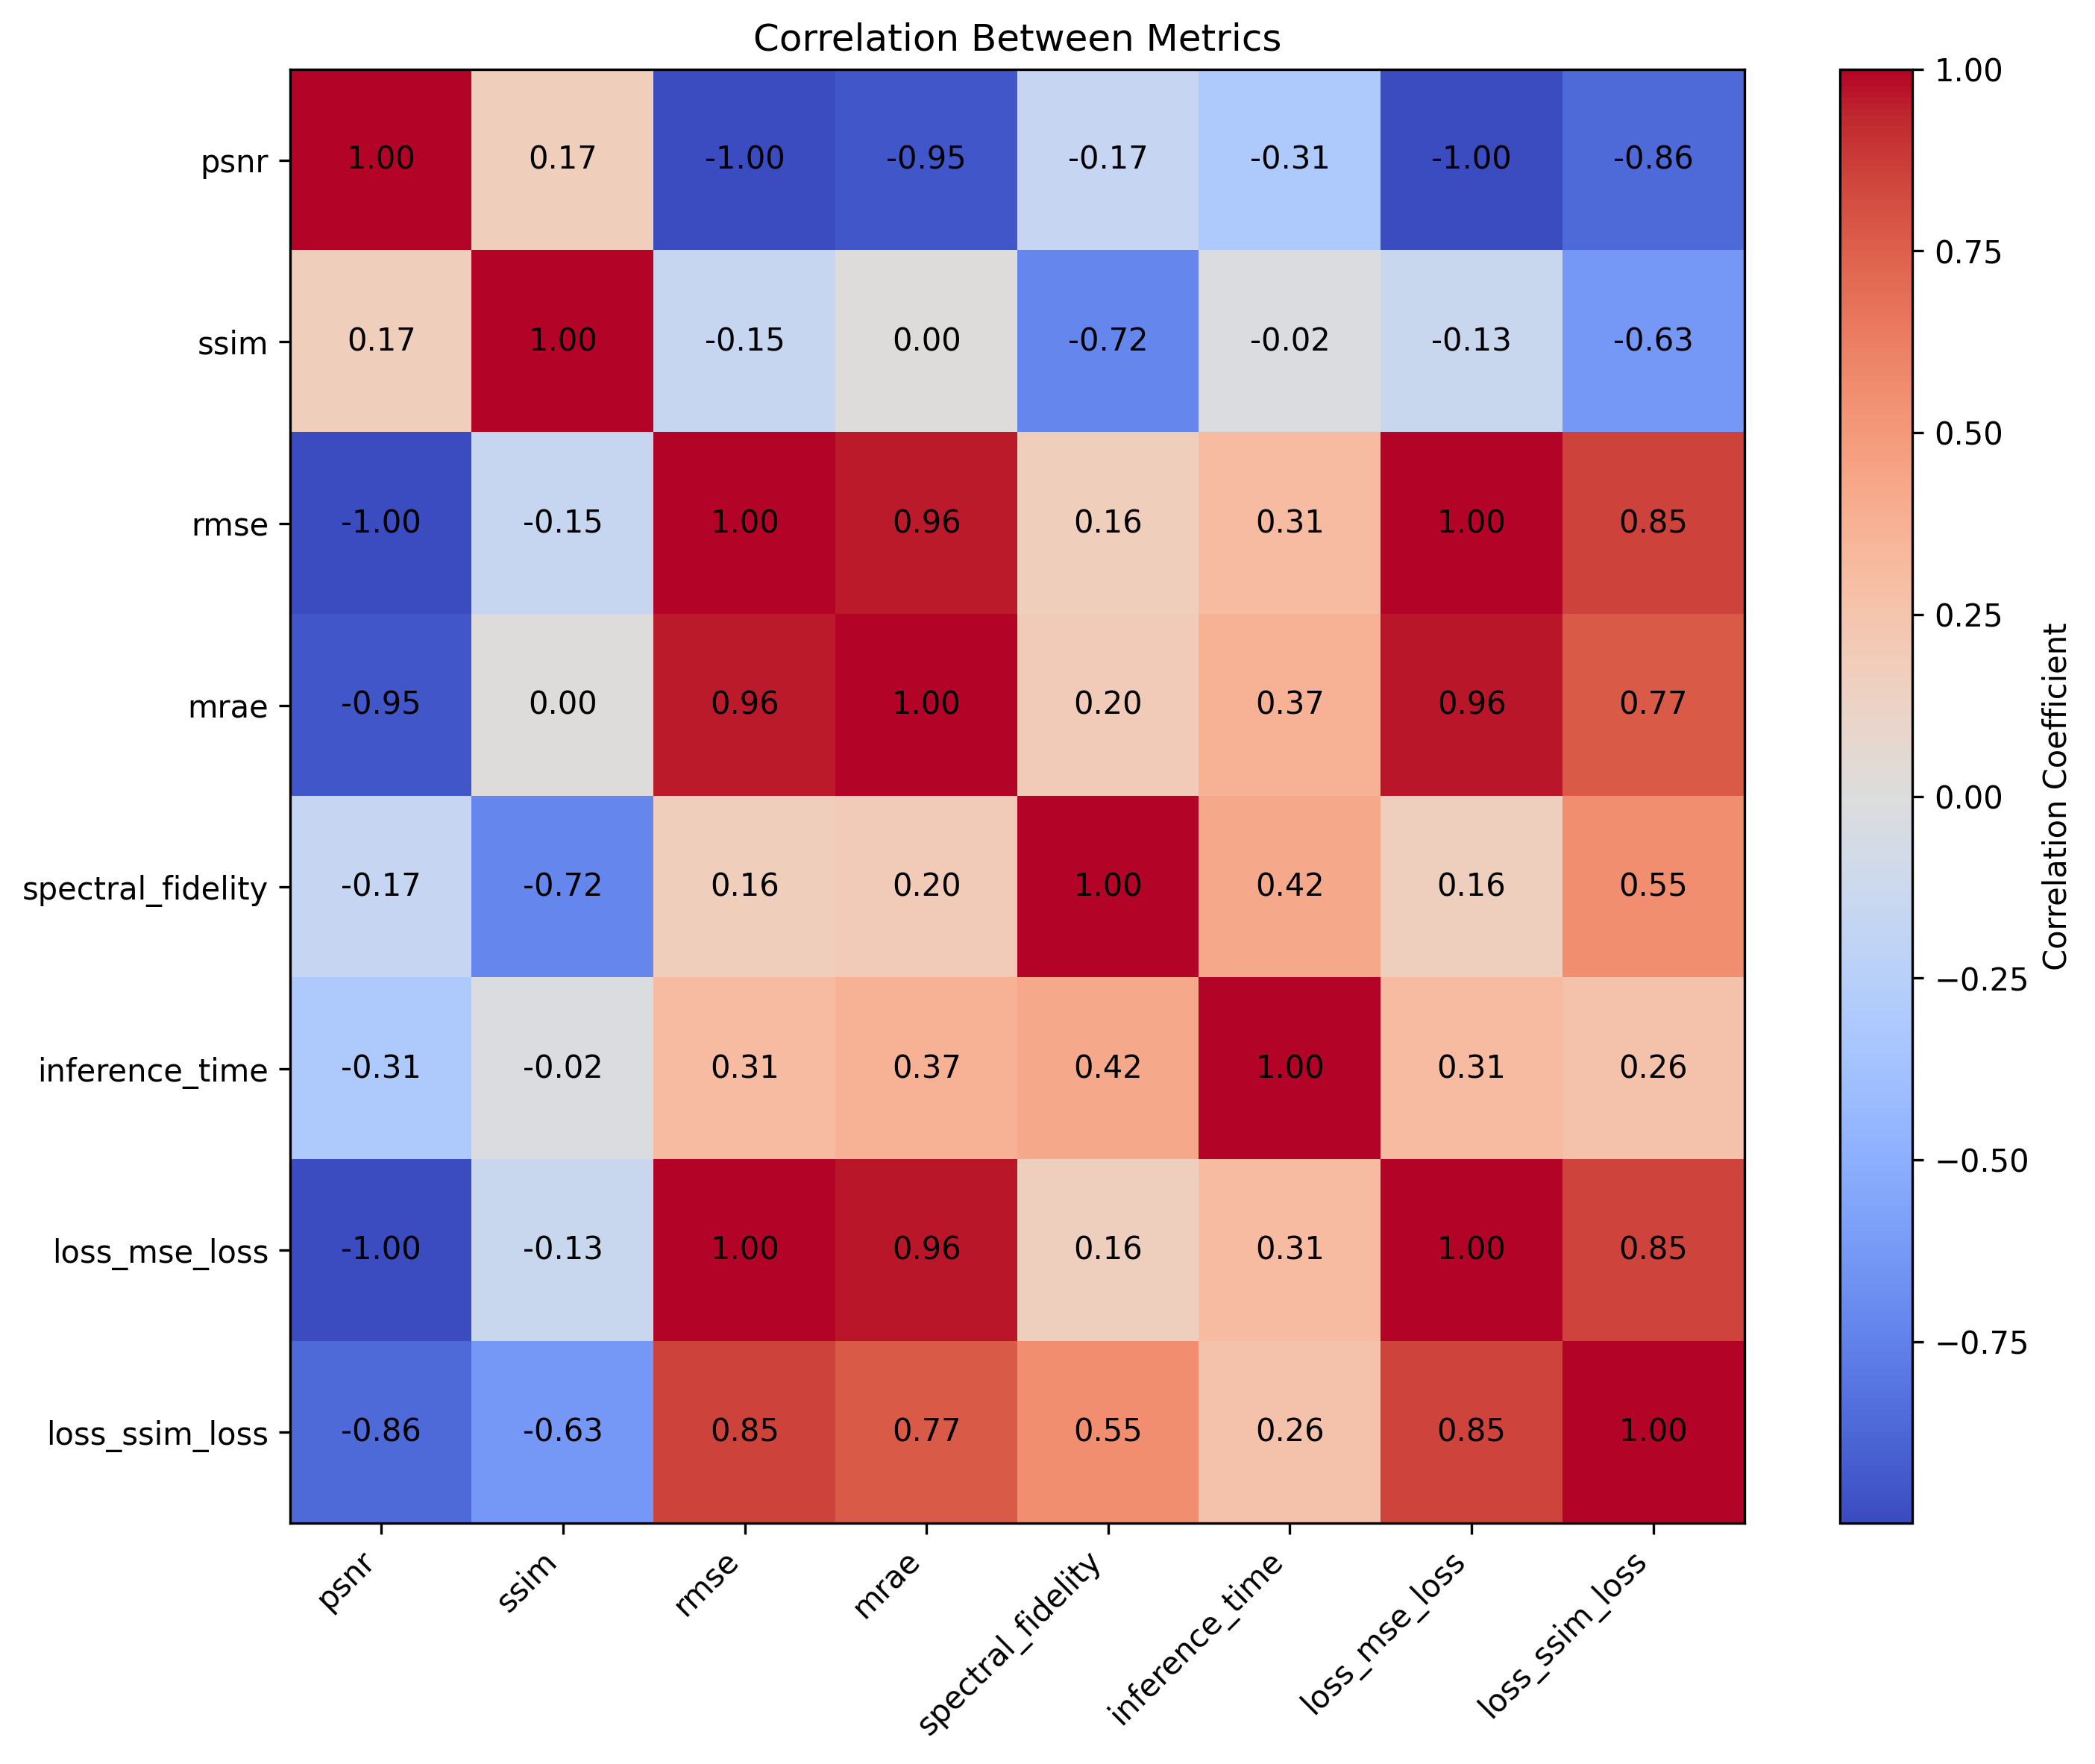 Correlation Between Metrics
psnr 1.00 0.17 -1.00 -0.95 -0.17 -0.31 -1.00 -0.86
ssim 0.17 1.00 -0.15 0.00 -0.72 -0.02 -0.13 -0.63
rmse -1.00 -0.15 1.00 0.96 0.16 0.31 1.00 0.85
mrae -0.95 0.00 0.96 1.00 0.20 0.37 0.96 0.77
spectral_fidelity -0.17 -0.72 0.16 0.20 1.00 0.42 0.16 0.55
inference_time -0.31 -0.02 0.31 0.37 0.42 1.00 0.31 0.26
loss_mse_loss -1.00 -0.13 1.00 0.96 0.16 0.31 1.00 0.85
loss_ssim_loss -0.86 -0.63 0.85 0.77 0.55 0.26 0.85 1.00
psnr ssim rmse mrae spectral_fidelity inference_time loss_mse_loss loss_ssim_loss
1.00
0.75
0.50
0.25
0.00
−0.25
−0.50
−0.75
Correlation Coefficient